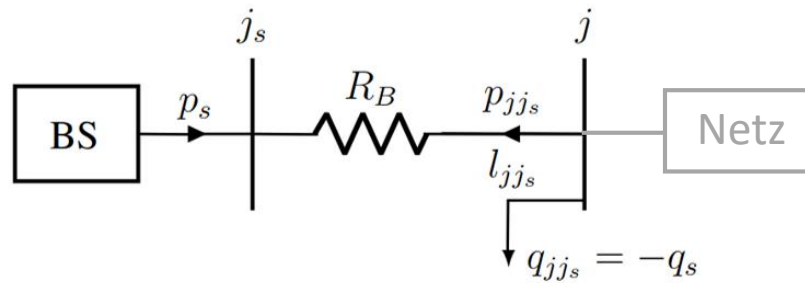 j_s j
BS p_s R_B p_{jj_s} Netz
l_{jj_s}
q_{jj_s} = -q_s